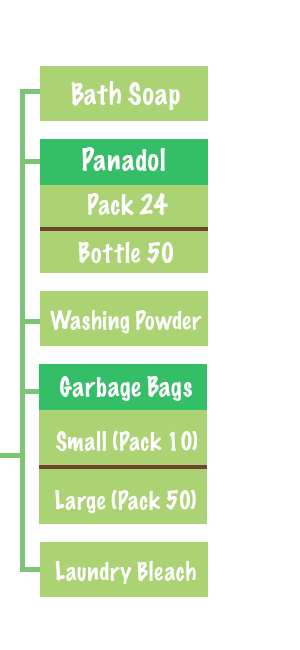 Bath Soap
Panadol
Pack 24
Bottle 50
Washing Powder
Garbage Bags
Small (Pack 10)
Large (Pack 50)
Laundry Bleach